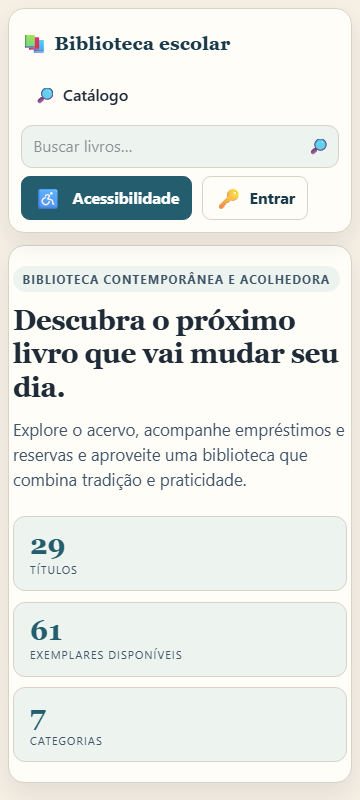 Biblioteca escolar
Catálogo
Buscar livros...
Acessibilidade
Entrar
BIBLIOTECA CONTEMPORÂNEA E ACOLHEDORA
Descubra o próximo
livro que vai mudar seu
dia.
Explore o acervo, acompanhe empréstimos e
reservas e aproveite uma biblioteca que
combina tradição e praticidade.
29
TÍTULOS
61
EXEMPLARES DISPONÍVEIS
7
CATEGORIAS